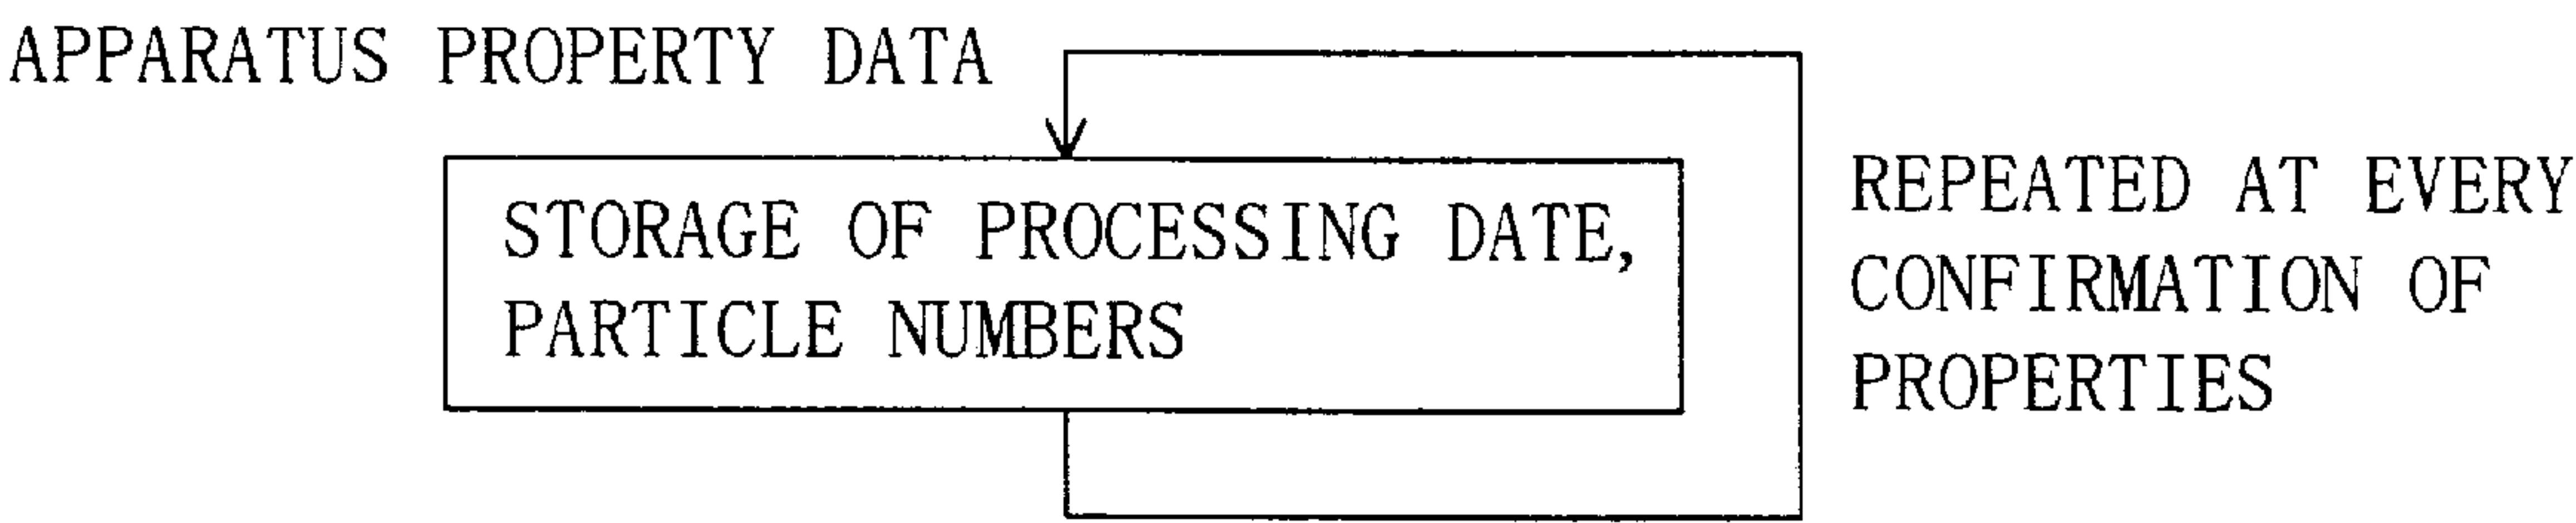 APPARATUS PROPERTY DATA
STORAGE OF PROCESSING DATE,
PARTICLE NUMBERS
REPEATED AT EVERY
CONFIRMATION OF
PROPERTIES